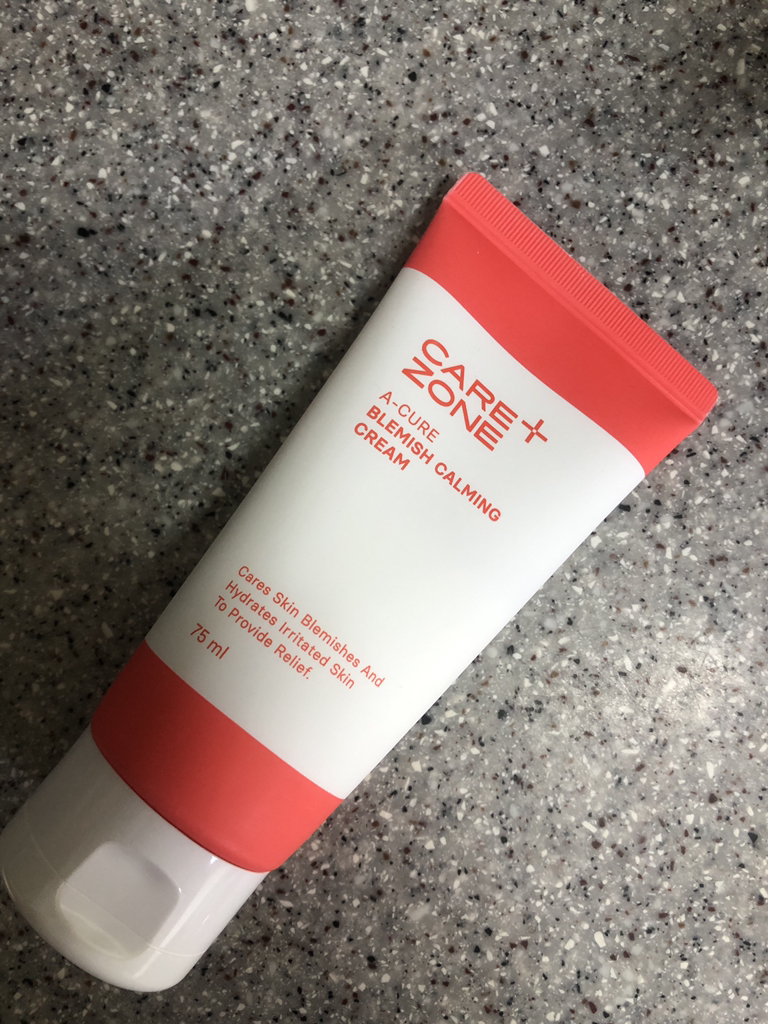 CARE
ZONE
A-CURE
BLEMISH CALMING
CREAM
Cares Skin Blemishes And
Hydrates Irritated Skin
To Provide Relief.
75 ml